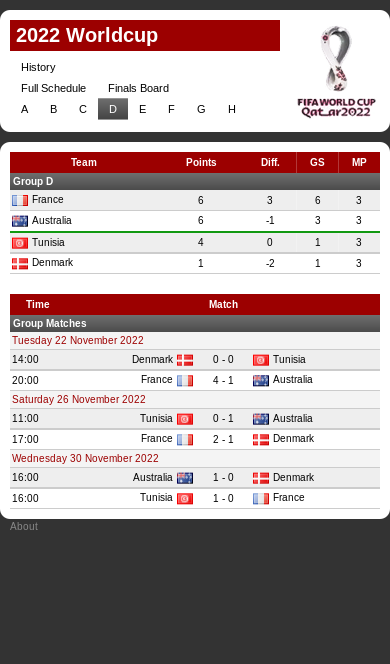 2022 Worldcup
History
Full Schedule Finals Board
A B C D E F G H
FIFA WORLD CUP
Qatar2022
Team Points Diff. GS MP
Group D
France 6 3 6 3
Australia 6 -1 3 3
Tunisia 4 0 1 3
Denmark 1 -2 1 3
Time Match
Group Matches
Tuesday 22 November 2022
14:00 Denmark 0 - 0 Tunisia
20:00 France 4 - 1 Australia
Saturday 26 November 2022
11:00 Tunisia 0 - 1 Australia
17:00 France 2 - 1 Denmark
Wednesday 30 November 2022
16:00 Australia 1 - 0 Denmark
16:00 Tunisia 1 - 0 France
About